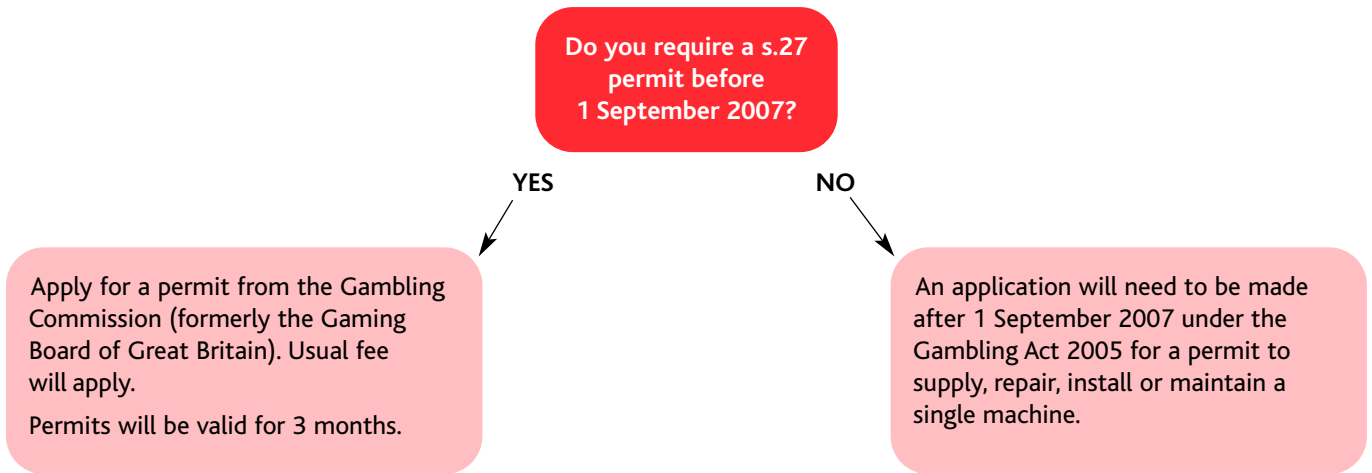 Do you require a s.27
permit before
1 September 2007?
YES
NO
Apply for a permit from the Gambling
Commission (formerly the Gaming
Board of Great Britain). Usual fee
will apply.
Permits will be valid for 3 months.
An application will need to be made
after 1 September 2007 under the
Gambling Act 2005 for a permit to
supply, repair, install or maintain a
single machine.